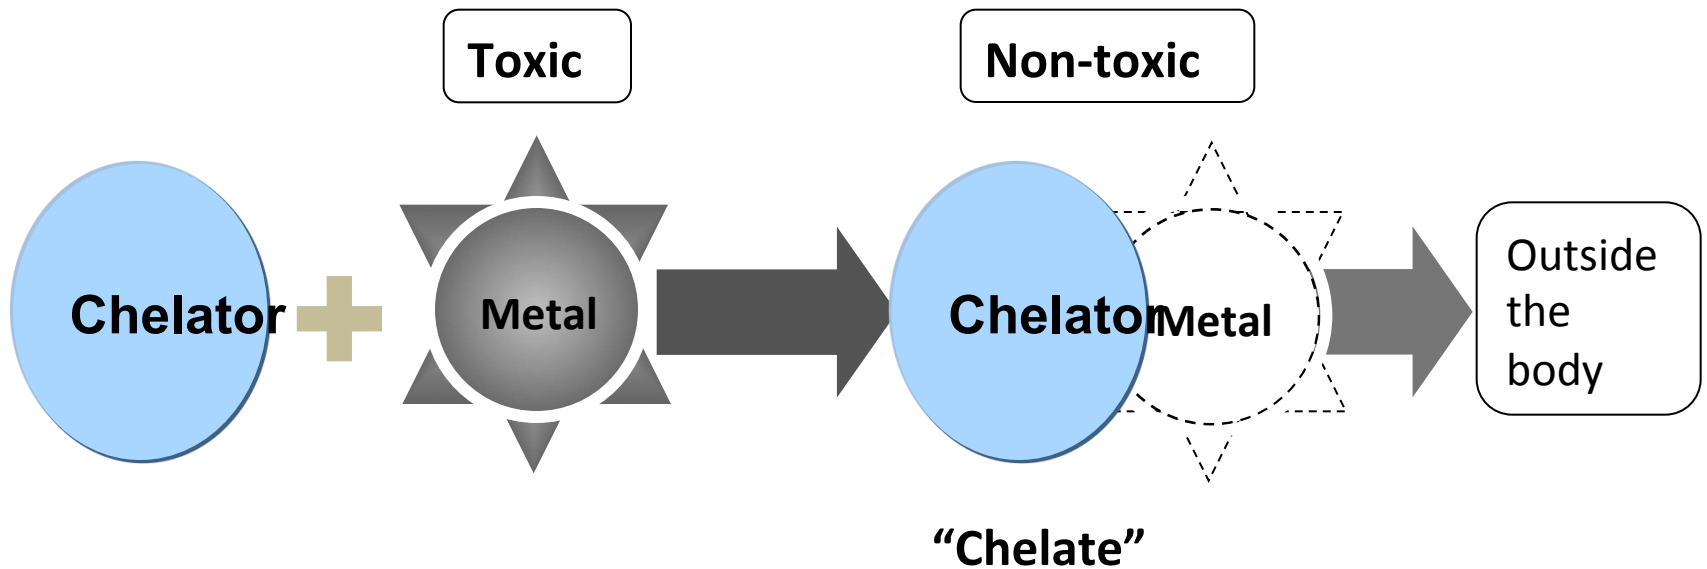 Toxic
Non-toxic
Chelator
Metal
Chelator
Metal
Outside
the
body
“Chelate”